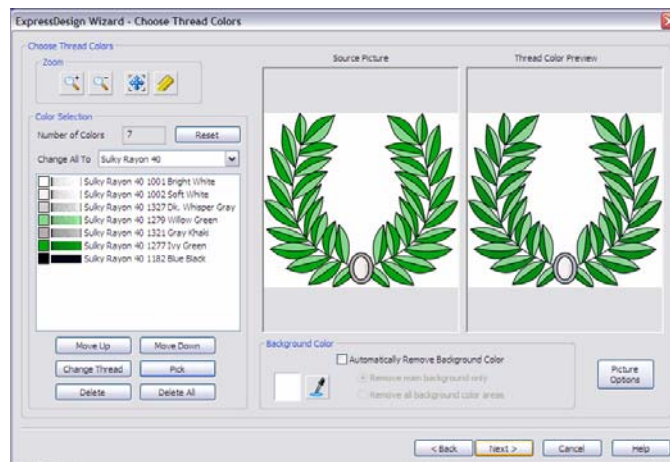 ExpressDesign Wizard - Choose Thread Colors
Choose Thread Colors
Zoom
Source Picture
Thread Color Preview
Color Selection
Number of Colors 7 Reset
Change All To Sulky Rayon 40
Sulky Rayon 40 1001 Bright White
Sulky Rayon 40 1002 Soft White
Sulky Rayon 40 1327 Dk. Whisper Gray
Sulky Rayon 40 1279 Willow Green
Sulky Rayon 40 1321 Gray Khaki
Sulky Rayon 40 1277 Ivy Green
Sulky Rayon 40 1182 Blue Black
Move Up Move Down
Change Thread Pick
Delete Delete All
Background Color
Automatically Remove Background Color
Remove main background only
Remove all background color areas
Picture
Options
< Back Next > Cancel Help